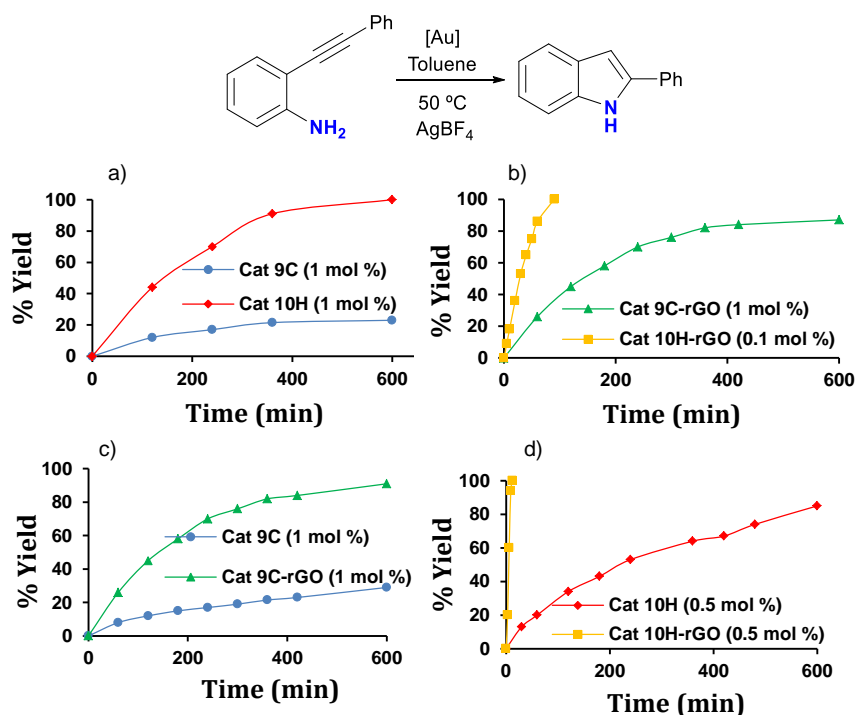 Ph
[Au]
Toluene
50 ºC
AgBF4
NH2
Ph
N
H
a)
% Yield
100
80
60
40
20
0
0 200 400 600
Time (min)
Cat 9C (1 mol %)
Cat 10H (1 mol %)
b)
% Yield
100
80
60
40
20
0
0 200 400 600
Time (min)
Cat 9C-rGO (1 mol %)
Cat 10H-rGO (0.1 mol %)
c)
% Yield
100
80
60
40
20
0
0 200 400 600
Time (min)
Cat 9C (1 mol %)
Cat 9C-rGO (1 mol %)
d)
% Yield
100
80
60
40
20
0
0 200 400 600
Time (min)
Cat 10H (0.5 mol %)
Cat 10H-rGO (0.5 mol %)